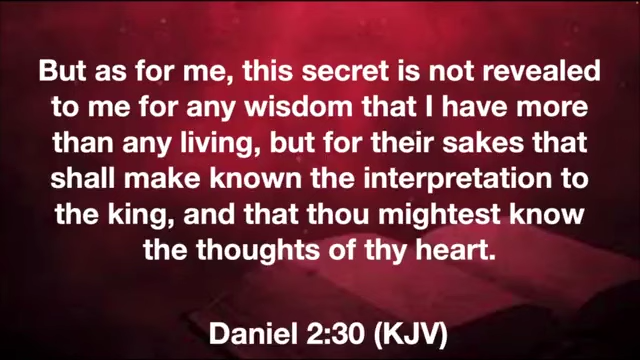 But as for me, this secret is not revealed
to me for any wisdom that I have more
than any living, but for their sakes that
shall make known the interpretation to
the king, and that thou mightest know
the thoughts of thy heart.
Daniel 2:30 (KJV)